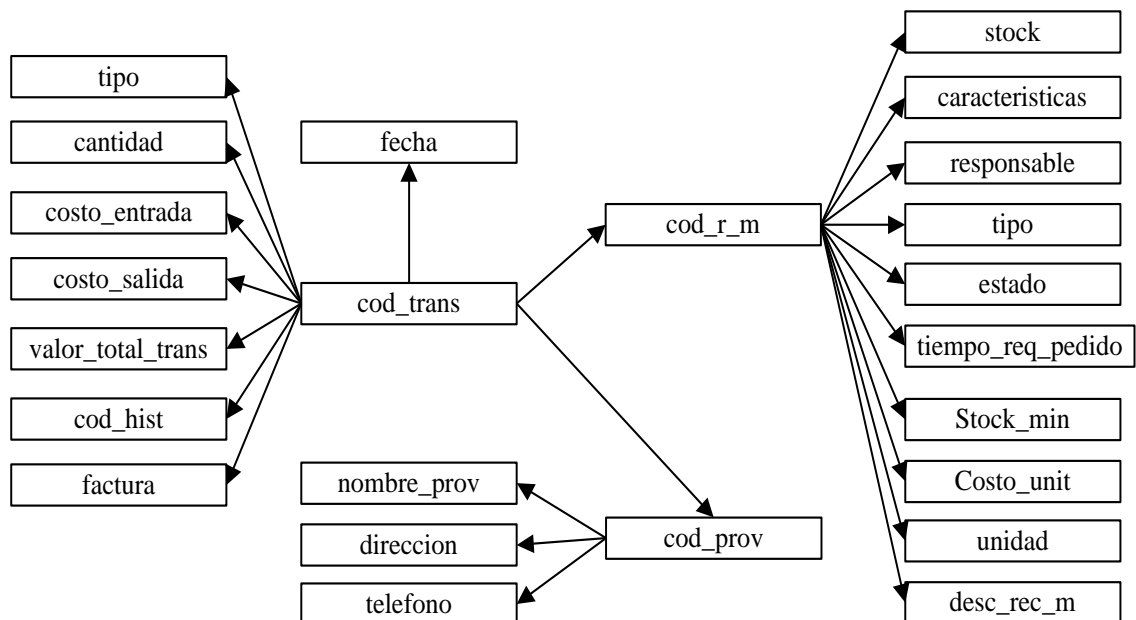 tipo
cantidad
costo_entrada
costo_salida
valor_total_trans
cod_hist
factura
fecha
cod_trans
nombre_prov
direccion
telefono
cod_r_m
cod_prov
stock
caracteristicas
responsable
tipo
estado
tiempo_req_pedido
Stock_min
Costo_unit
unidad
desc_rec_m